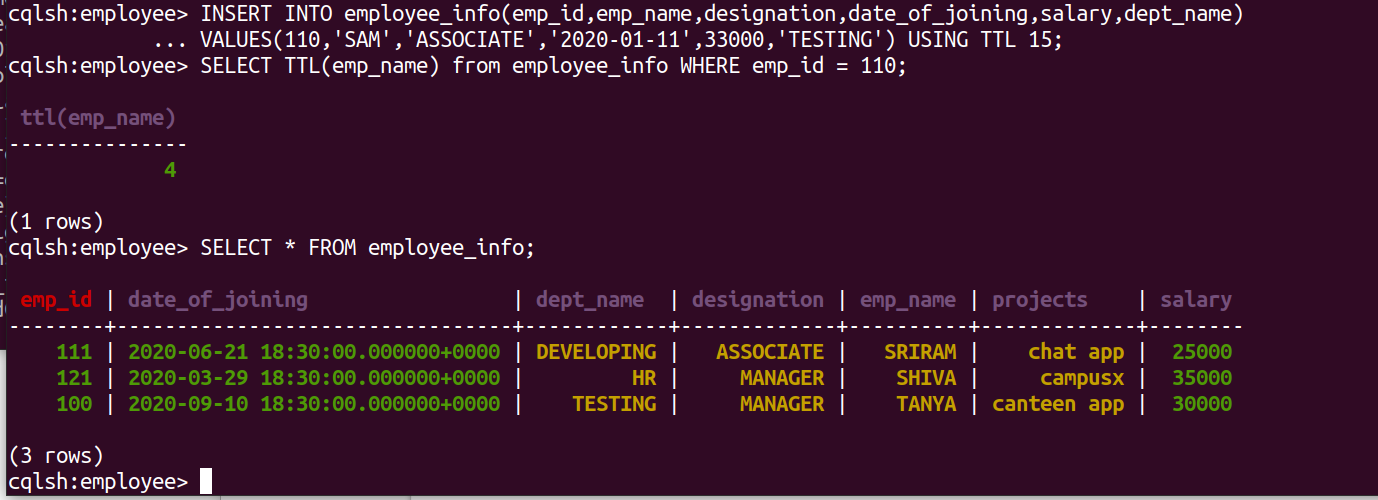 cqlsh:employee> INSERT INTO employee_info(emp_id,emp_name,designation,date_of_joining,salary,dept_name)
... VALUES(110,'SAM','ASSOCIATE','2020-01-11',33000,'TESTING') USING TTL 15;
cqlsh:employee> SELECT TTL(emp_name) from employee_info WHERE emp_id = 110;
ttl(emp_name)
---------------
4
(1 rows)
cqlsh:employee> SELECT * FROM employee_info;
emp_id | date_of_joining | dept_name | designation | emp_name | projects | salary
--------+---------------------------------+------------+-------------+----------+-------------+--------
111 | 2020-06-21 18:30:00.000000+0000 | DEVELOPING | ASSOCIATE | SRIRAM | chat app | 25000
121 | 2020-03-29 18:30:00.000000+0000 | HR | MANAGER | SHIVA | campusx | 35000
100 | 2020-09-10 18:30:00.000000+0000 | TESTING | MANAGER | TANYA | canteen app | 30000
(3 rows)
cqlsh:employee>